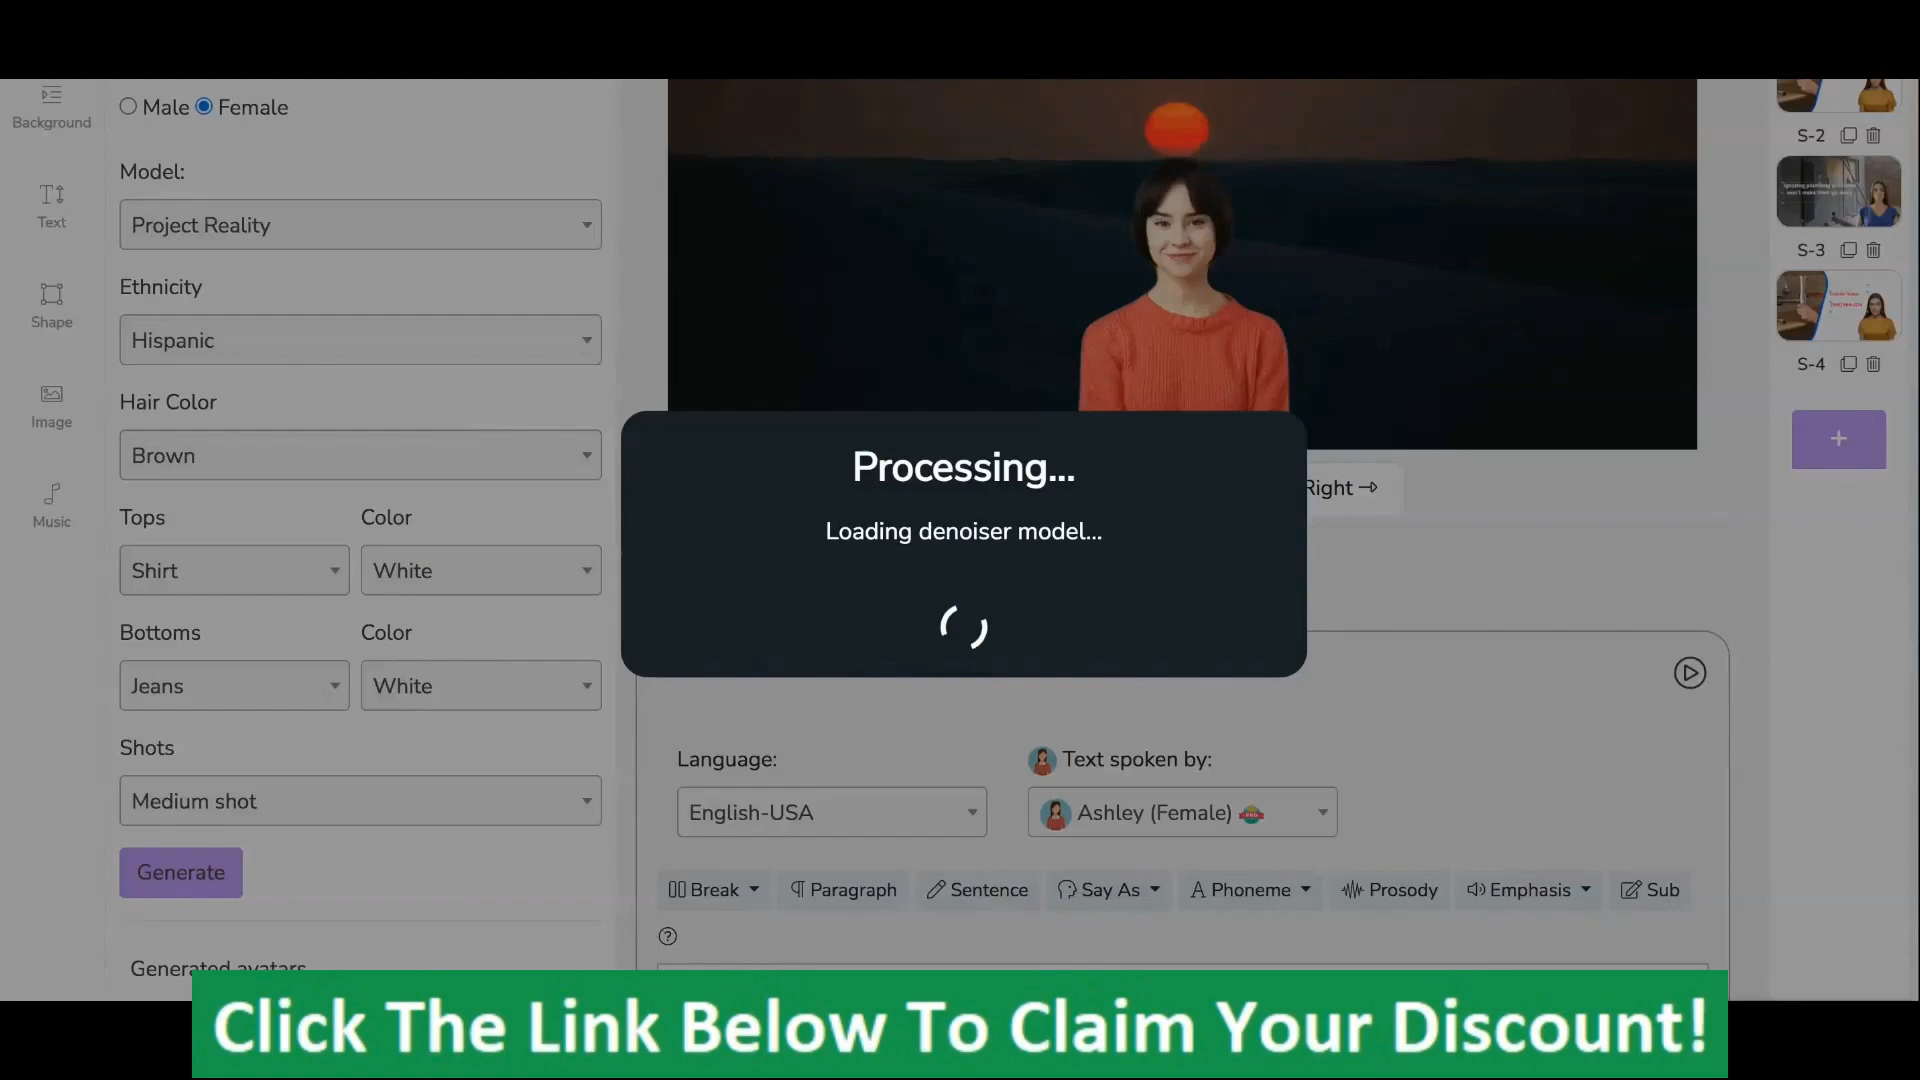 Background
Text
Shape
Image
Music
Male Female
Model:
Project Reality
Ethnicity
Hispanic
Hair Color
Brown
Tops Color
Shirt White
Bottoms Color
Jeans White
Shots
Medium shot
Generate
Generated avatars
Processing...
Loading denoiser model...
Right
Language: Text spoken by:
English-USA Ashley (Female) PRO
Break Paragraph Sentence Say As Phoneme Prosody Emphasis Sub
S-2
S-3
S-4
+
Click The Link Below To Claim Your Discount!